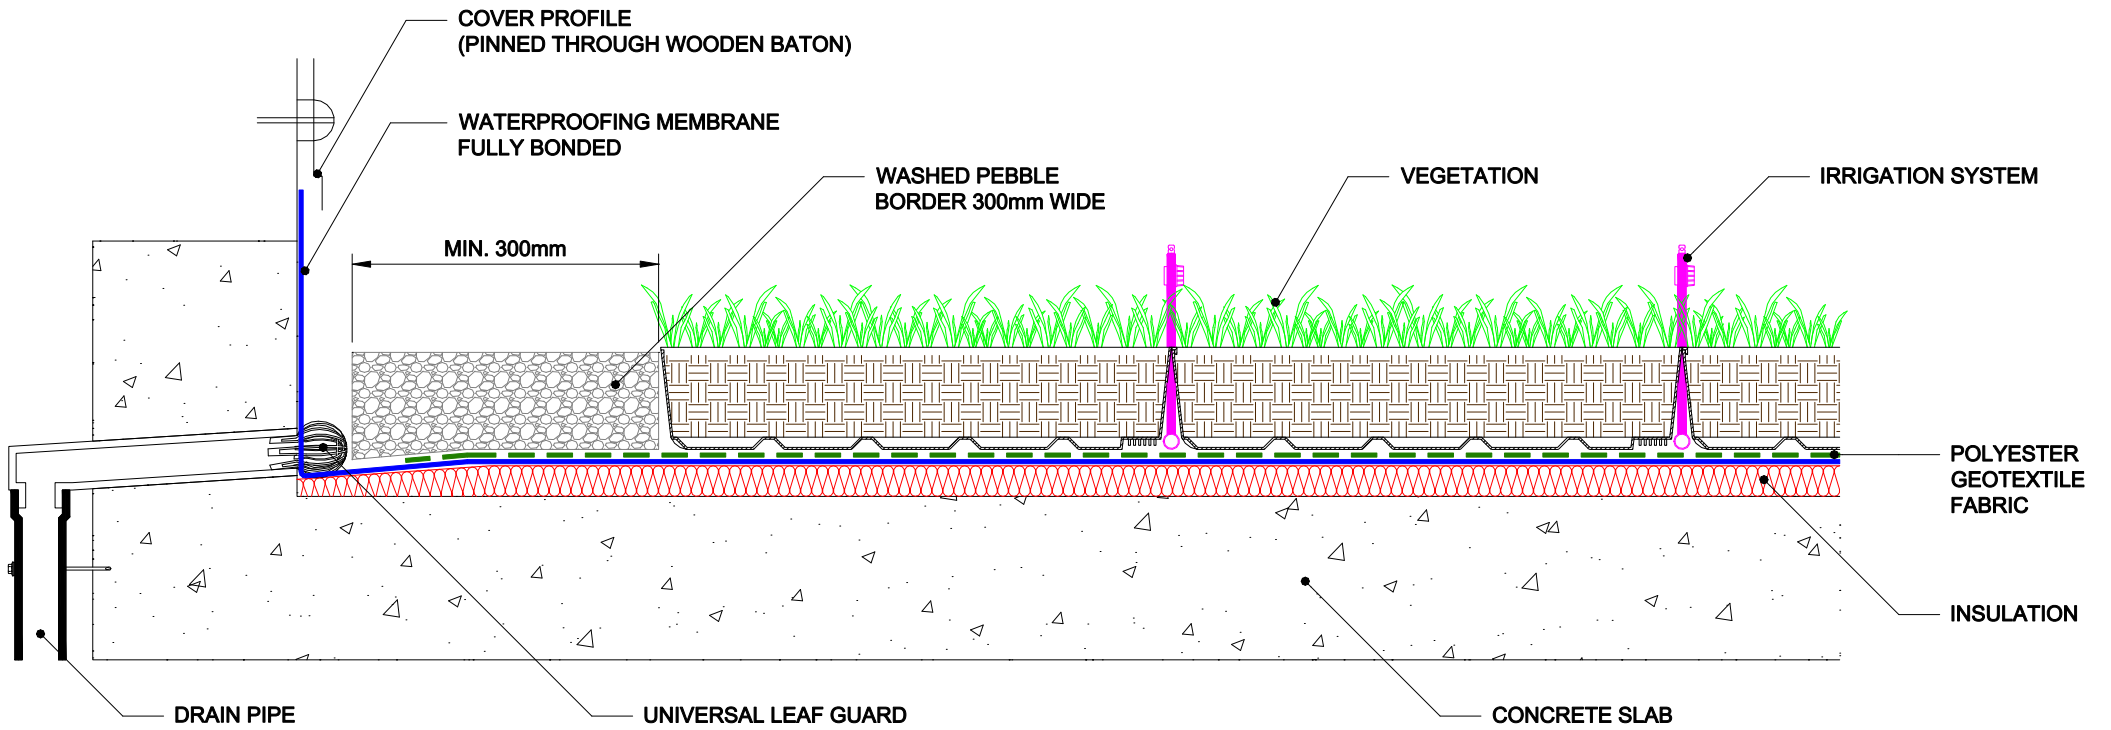 COVER PROFILE
(PINNED THROUGH WOODEN BATON)
WATERPROOFING MEMBRANE
FULLY BONDED
WASHED PEBBLE
BORDER 300mm WIDE
VEGETATION
IRRIGATION SYSTEM
MIN. 300mm
POLYESTER
GEOTEXTILE
FABRIC
INSULATION
DRAIN PIPE
UNIVERSAL LEAF GUARD
CONCRETE SLAB